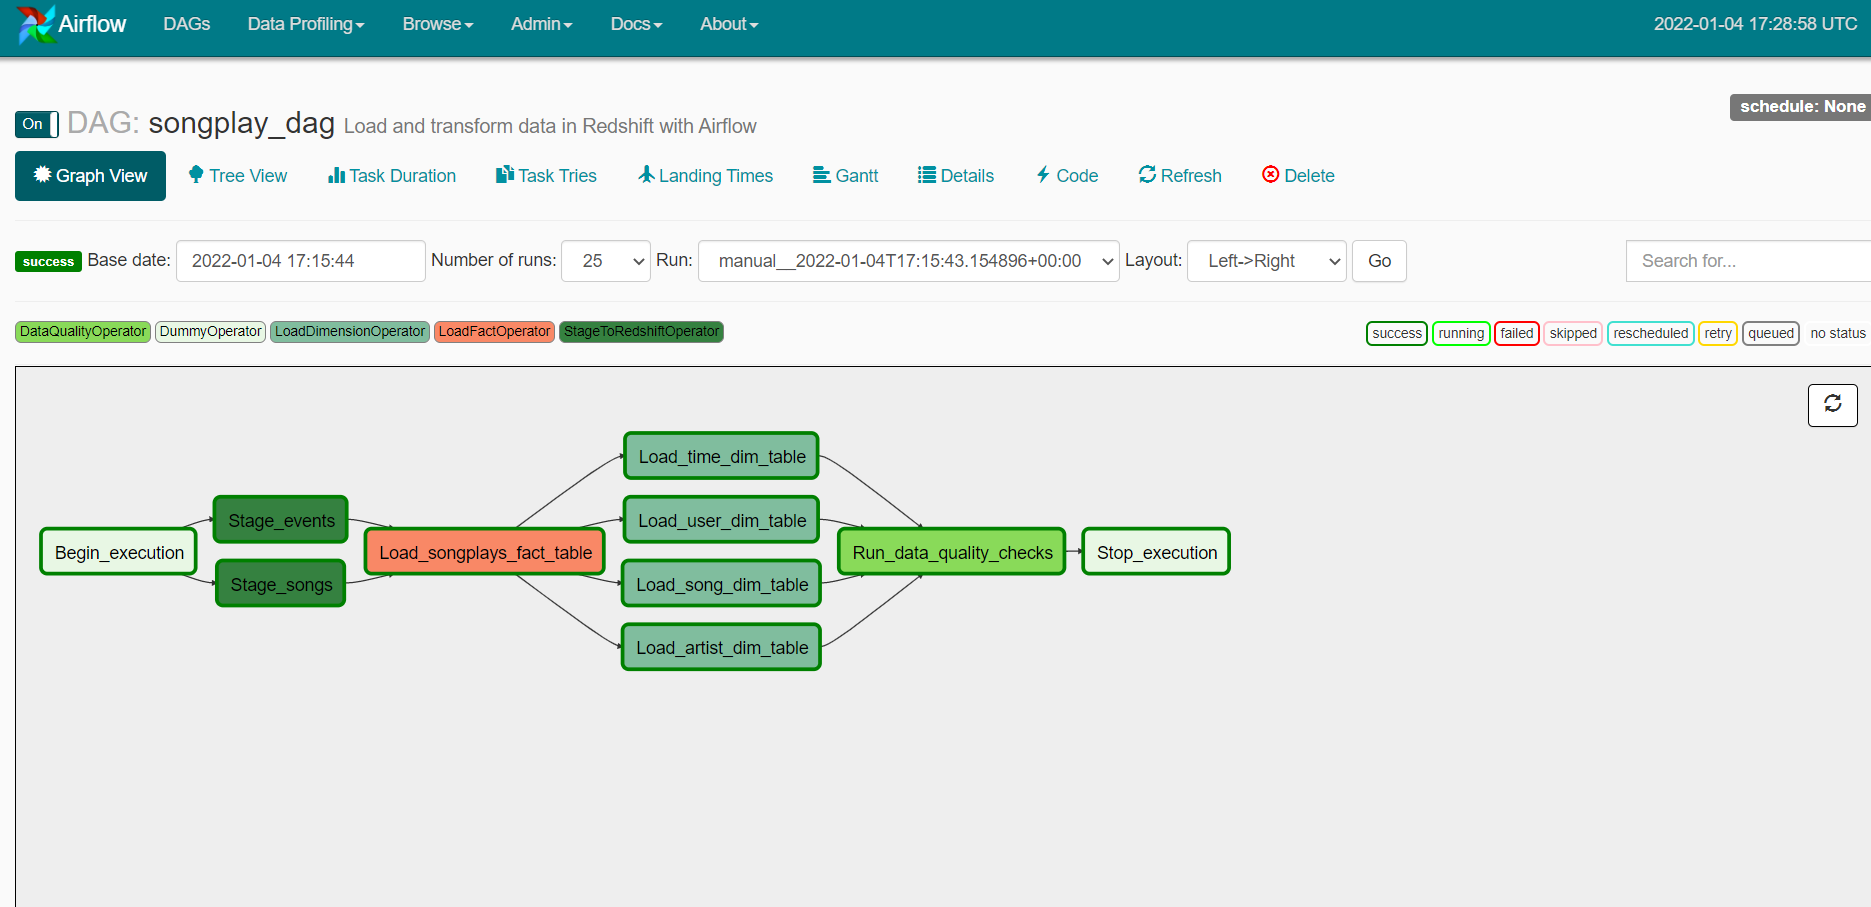 Airflow DAGs Data Profiling Browse Admin Docs About 2022-01-04 17:28:58 UTC
schedule: None
On DAG: songplay_dag Load and transform data in Redshift with Airflow
Graph View Tree View Task Duration Task Tries Landing Times Gantt Details Code Refresh Delete
success Base date: 2022-01-04 17:15:44 Number of runs: 25 Run: manual__2022-01-04T17:15:43.154896+00:00 Layout: Left->Right Go Search for...
DataQualityOperator DummyOperator LoadDimensionOperator LoadFactOperator StageToRedshiftOperator success running failed skipped rescheduled retry queued no status
Load_time_dim_table
Stage_events Load_user_dim_table
Begin_execution Load_songplays_fact_table Run_data_quality_checks Stop_execution
Stage_songs Load_song_dim_table
Load_artist_dim_table